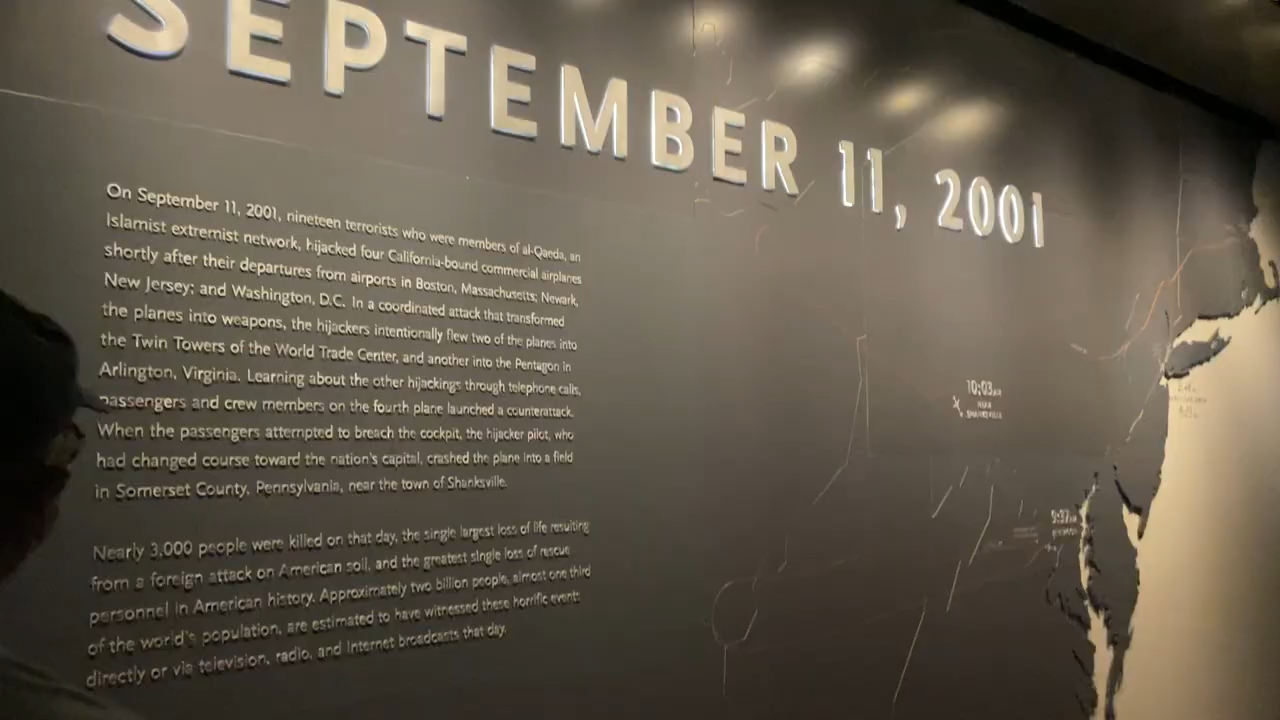 SEPTEMBER 11, 2001
On September 11, 2001, nineteen terrorists who were members of al-Qaeda, an
Islamist extremist network, hijacked four California-bound commercial airplanes
shortly after their departures from airports in Boston, Massachusetts; Newark,
New Jersey; and Washington, D.C. In a coordinated attack that transformed
the planes into weapons, the hijackers intentionally flew two of the planes into
the Twin Towers of the World Trade Center, and another into the Pentagon in
Arlington, Virginia. Learning about the other hijackings through telephone calls,
passengers and crew members on the fourth plane launched a counterattack.
When the passengers attempted to breach the cockpit, the hijacker pilot, who
had changed course toward the nation's capital, crashed the plane into a field
in Somerset County, Pennsylvania, near the town of Shanksville.
Nearly 3,000 people were killed on that day, the single largest loss of life resulting
from a foreign attack on American soil, and the greatest single loss of rescue
personnel in American history. Approximately two billion people, almost one third
of the world's population, are estimated to have witnessed these horrific events
directly or via television, radio, and Internet broadcasts that day.
10:03 AM
NEAR
SHANKSVILLE
9:37